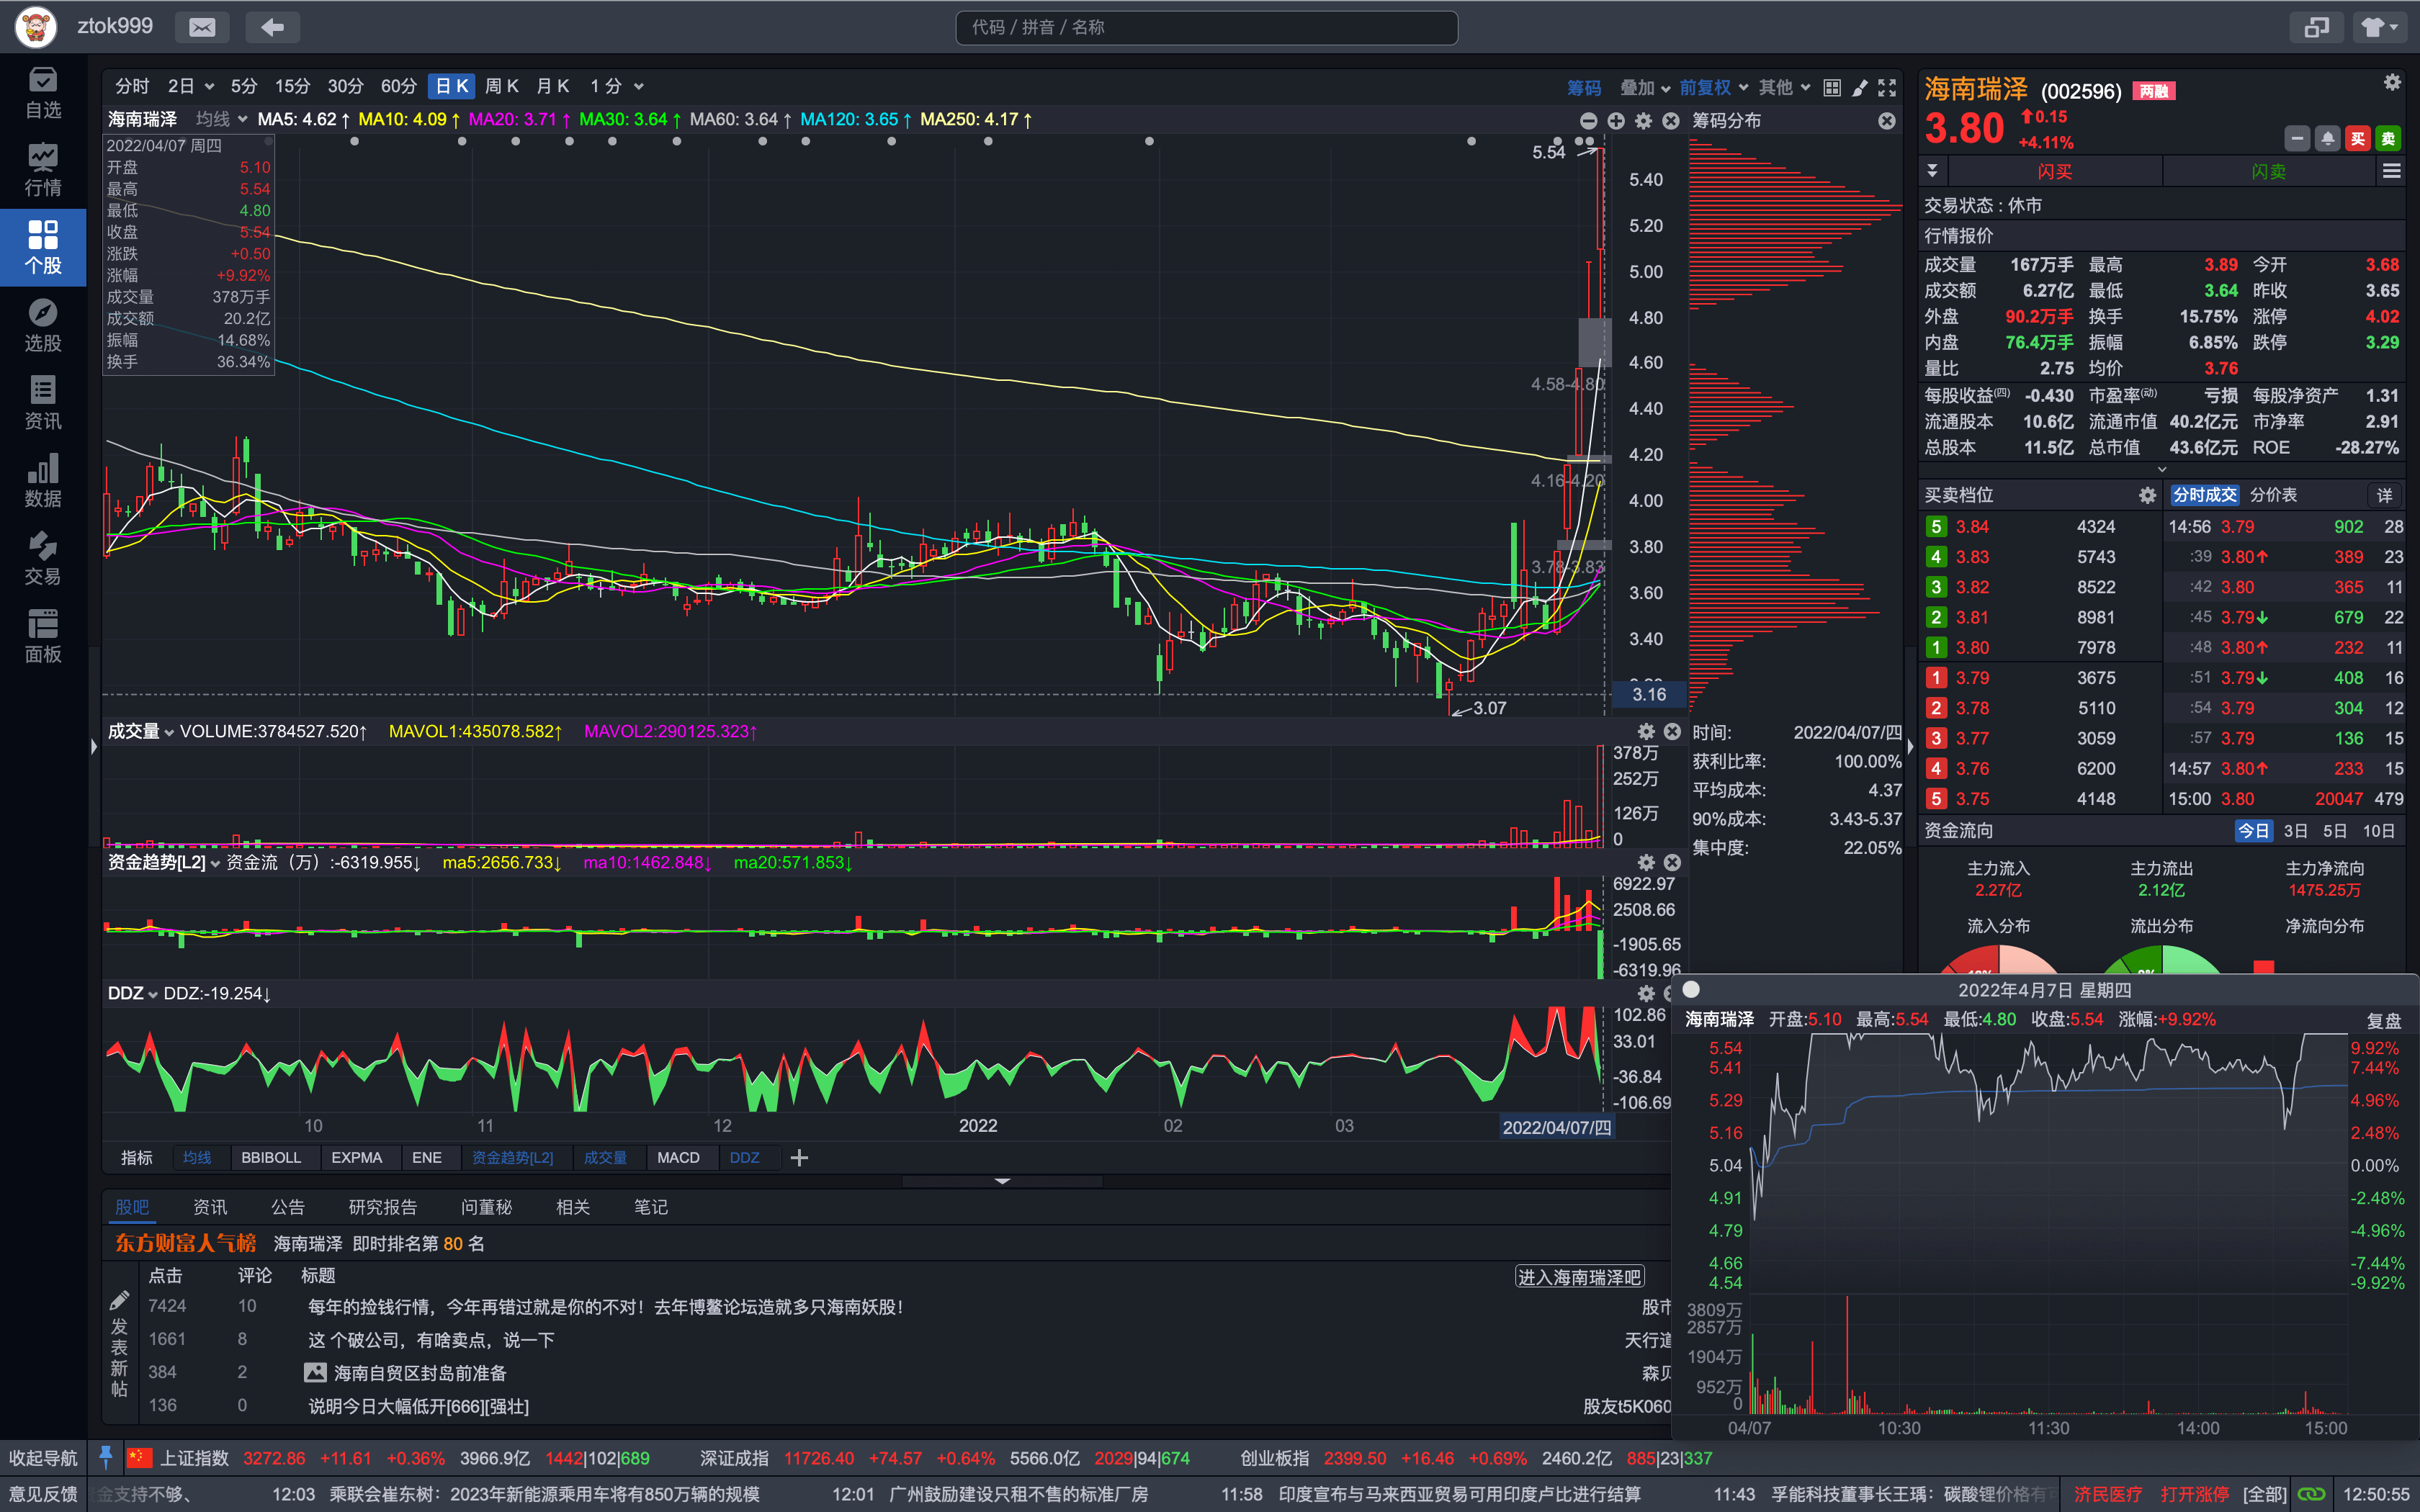 ztok999
代码 / 拼音 / 名称
自选
行情
个股
选股
资讯
数据
交易
面板
分时 2日 5分 15分 30分 60分 日K 周K 月K 1分
筹码 叠加 前复权 其他
海南瑞泽 均线 MA5: 4.62↑ MA10: 4.09↑ MA20: 3.71↑ MA30: 3.64↑ MA60: 3.64↑ MA120: 3.65↑ MA250: 4.17↑
筹码分布
2022/04/07 周四
开盘 5.10
最高 5.54
最低 4.80
收盘 5.54
涨跌 +0.50
涨幅 +9.92%
成交量 378万手
成交额 20.2亿
振幅 14.68%
换手 36.34%
5.54
5.40
5.20
5.00
4.80
4.60
4.58-4.80
4.40
4.20
4.16-4.20
4.00
3.80
3.78-3.83
3.60
3.40
3.16
3.07
成交量 VOLUME:3784527.520↑ MAVOL1:435078.582↑ MAVOL2:290125.323↑
378万
252万
126万
0
资金趋势[L2] 资金流（万）:-6319.955↓ ma5:2656.733↓ ma10:1462.848↓ ma20:571.853↓
6922.97
2508.66
-1905.65
-6319.96
DDZ DDZ:-19.254↓
102.86
33.01
-36.84
-106.69
10 11 12 2022 02 03 2022/04/07/四
指标 均线 BBIBOLL EXPMA ENE 资金趋势[L2] 成交量 MACD DDZ
时间: 2022/04/07/四
获利比率: 100.00%
平均成本: 4.37
90%成本: 3.43-5.37
集中度: 22.05%
海南瑞泽 (002596) 两融
3.80 0.15
+4.11%
买 卖
闪买 闪卖
交易状态 : 休市
行情报价
成交量 167万手 最高 3.89 今开 3.68
成交额 6.27亿 最低 3.64 昨收 3.65
外盘 90.2万手 换手 15.75% 涨停 4.02
内盘 76.4万手 振幅 6.85% 跌停 3.29
量比 2.75 均价 3.76
每股收益(四) -0.430 市盈率(动) 亏损 每股净资产 1.31
流通股本 10.6亿 流通市值 40.2亿元 市净率 2.91
总股本 11.5亿 总市值 43.6亿元 ROE -28.27%
买卖档位 分时成交 分价表 详
5 3.84 4324 14:56 3.79 902 28
4 3.83 5743 :39 3.80↑ 389 23
3 3.82 8522 :42 3.80 365 11
2 3.81 8981 :45 3.79↓ 679 22
1 3.80 7978 :48 3.80↑ 232 11
1 3.79 3675 :51 3.79↓ 408 16
2 3.78 5110 :54 3.79 304 12
3 3.77 3059 :57 3.79 136 15
4 3.76 6200 14:57 3.80↑ 233 15
5 3.75 4148 15:00 3.80 20047 479
资金流向 今日 3日 5日 10日
主力流入 主力流出 主力净流向
2.27亿 2.12亿 1475.25万
流入分布 流出分布 净流向分布
2022年4月7日 星期四
海南瑞泽 开盘:5.10 最高:5.54 最低:4.80 收盘:5.54 涨幅:+9.92% 复盘
5.54 9.92%
5.41 7.44%
5.29 4.96%
5.16 2.48%
5.04 0.00%
4.91 -2.48%
4.79 -4.96%
4.66 -7.44%
4.54 -9.92%
3809万
2857万
1904万
952万
0
04/07 10:30 11:30 14:00 15:00
股吧 资讯 公告 研究报告 问董秘 相关 笔记
东方财富人气榜 海南瑞泽 即时排名第 80 名
点击 评论 标题 进入海南瑞泽吧
发表新帖
7424 10 每年的捡钱行情，今年再错过就是你的不对！去年博鳌论坛造就多只海南妖股！ 股市
1661 8 这 个破公司，有啥卖点，说一下 天行道
384 2 海南自贸区封岛前准备 森贝
136 0 说明今日大幅低开[666][强壮] 股友t5K060
收起导航 上证指数 3272.86 +11.61 +0.36% 3966.9亿 1442|102|689 深证成指 11726.40 +74.57 +0.64% 5566.0亿 2029|94|674 创业板指 2399.50 +16.46 +0.69% 2460.2亿 885|23|337
意见反馈 金支持不够、 12:03 乘联会崔东树：2023年新能源乘用车将有850万辆的规模 12:01 广州鼓励建设只租不售的标准厂房 11:58 印度宣布与马来西亚贸易可用印度卢比进行结算 11:43 孚能科技董事长王瑀：碳酸锂价格有 济民医疗 打开涨停 [全部] 12:50:55